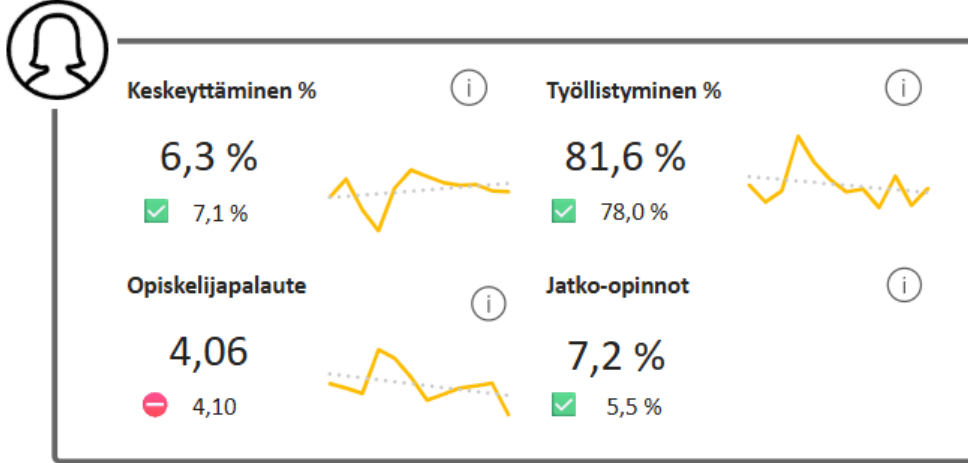 Keskeyttäminen %
6,3 %
7,1 %
Työllistyminen %
81,6 %
78,0 %
Opiskelijapalaute
4,06
4,10
Jatko-opinnot
7,2 %
5,5 %